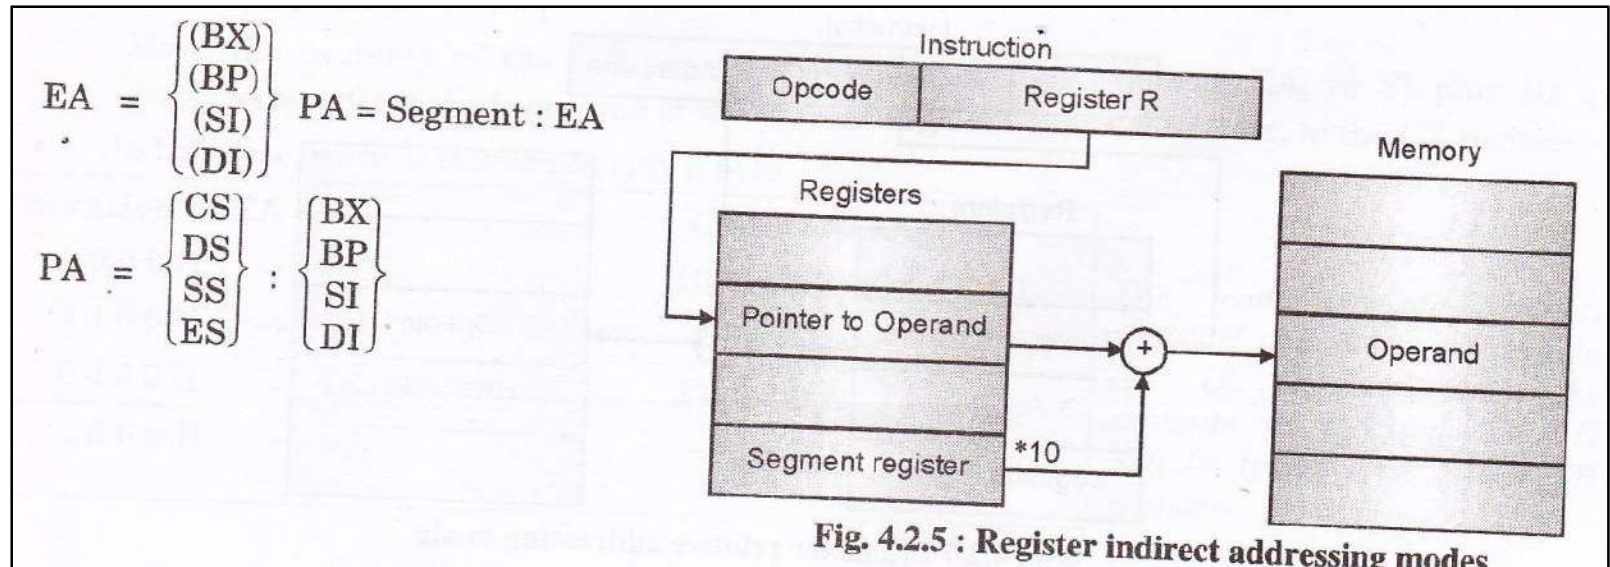 EA = {(BX) (BP) (SI) (DI)} PA = Segment : EA
PA = {CS DS SS ES} : {BX BP SI DI}
Instruction
Opcode Register R
Registers
Pointer to Operand
Segment register
*10
+
Memory
Operand
Fig. 4.2.5 : Register indirect addressing modes